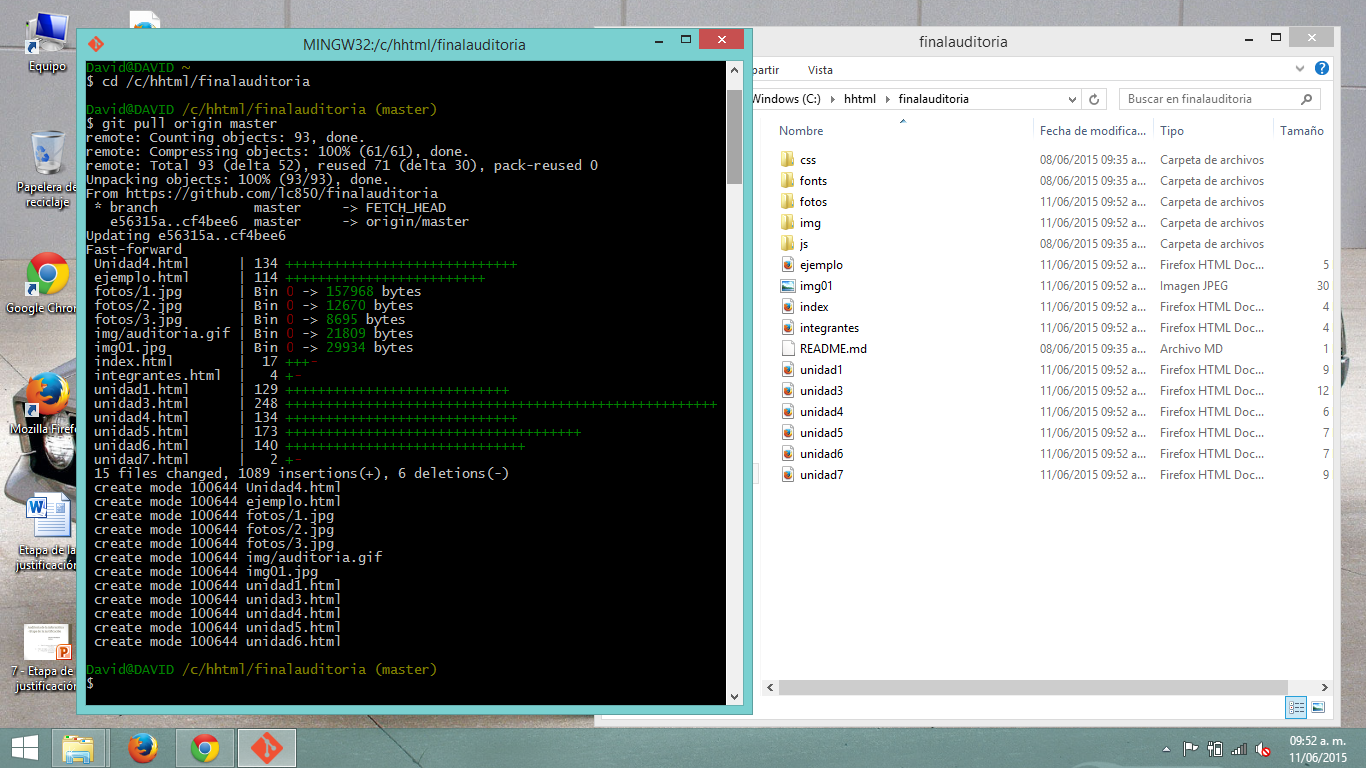 Equipo
Papelera de
reciclaje
Google Chrom
Mozilla Firef
Etapa de la
justificación
7 - Etapa de
justificación
MINGW32:/c/hhtml/finalauditoria
David@DAVID ~
$ cd /c/hhtml/finalauditoria
David@DAVID /c/hhtml/finalauditoria (master)
$ git pull origin master
remote: Counting objects: 93, done.
remote: Compressing objects: 100% (61/61), done.
remote: Total 93 (delta 52), reused 71 (delta 30), pack-reused 0
Unpacking objects: 100% (93/93), done.
From https://github.com/lc850/finalauditoria
* branch master -> FETCH_HEAD
e56315a..cf4bee6 master -> origin/master
Updating e56315a..cf4bee6
Fast-forward
Unidad4.html | 134 +++++++++++++++++++++++++++++
ejemplo.html | 114 +++++++++++++++++++++++++
fotos/1.jpg | Bin 0 -> 157968 bytes
fotos/2.jpg | Bin 0 -> 12670 bytes
fotos/3.jpg | Bin 0 -> 8695 bytes
img/auditoria.gif | Bin 0 -> 21809 bytes
img01.jpg | Bin 0 -> 29934 bytes
index.html | 17 +++-
integrantes.html | 4 +-
unidad1.html | 129 ++++++++++++++++++++++++++++
unidad3.html | 248 ++++++++++++++++++++++++++++++++++++++++++++++++++++++
unidad4.html | 134 +++++++++++++++++++++++++++++
unidad5.html | 173 +++++++++++++++++++++++++++++++++++++
unidad6.html | 140 ++++++++++++++++++++++++++++++
unidad7.html | 2 +-
15 files changed, 1089 insertions(+), 6 deletions(-)
create mode 100644 Unidad4.html
create mode 100644 ejemplo.html
create mode 100644 fotos/1.jpg
create mode 100644 fotos/2.jpg
create mode 100644 fotos/3.jpg
create mode 100644 img/auditoria.gif
create mode 100644 img01.jpg
create mode 100644 unidad1.html
create mode 100644 unidad3.html
create mode 100644 unidad4.html
create mode 100644 unidad5.html
create mode 100644 unidad6.html
David@DAVID /c/hhtml/finalauditoria (master)
$
finalauditoria
partir Vista
Windows (C:) hhtml finalauditoria Buscar en finalauditoria
Nombre Fecha de modifica... Tipo Tamaño
css 08/06/2015 09:35 a... Carpeta de archivos
fonts 08/06/2015 09:35 a... Carpeta de archivos
fotos 11/06/2015 09:52 a... Carpeta de archivos
img 11/06/2015 09:52 a... Carpeta de archivos
js 08/06/2015 09:35 a... Carpeta de archivos
ejemplo 11/06/2015 09:52 a... Firefox HTML Doc... 5
img01 11/06/2015 09:52 a... Imagen JPEG 30
index 11/06/2015 09:52 a... Firefox HTML Doc... 4
integrantes 11/06/2015 09:52 a... Firefox HTML Doc... 4
README.md 08/06/2015 09:35 a... Archivo MD 1
unidad1 11/06/2015 09:52 a... Firefox HTML Doc... 9
unidad3 11/06/2015 09:52 a... Firefox HTML Doc... 12
unidad4 11/06/2015 09:52 a... Firefox HTML Doc... 6
unidad5 11/06/2015 09:52 a... Firefox HTML Doc... 7
unidad6 11/06/2015 09:52 a... Firefox HTML Doc... 7
unidad7 11/06/2015 09:52 a... Firefox HTML Doc... 9
09:52 a. m.
11/06/2015